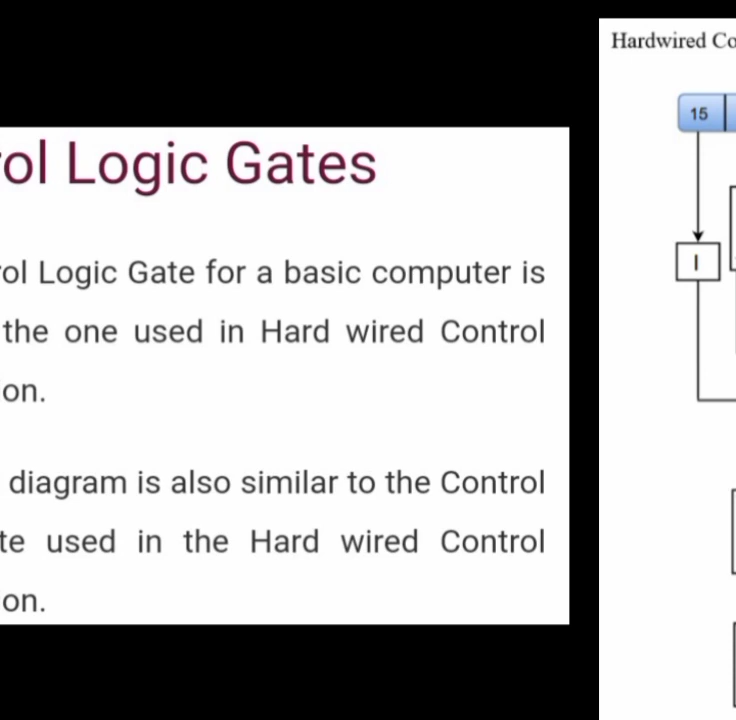 ol Logic Gates
ol Logic Gate for a basic computer is
the one used in Hard wired Control
on.
diagram is also similar to the Control
te used in the Hard wired Control
on.
Hardwired Co
15
I